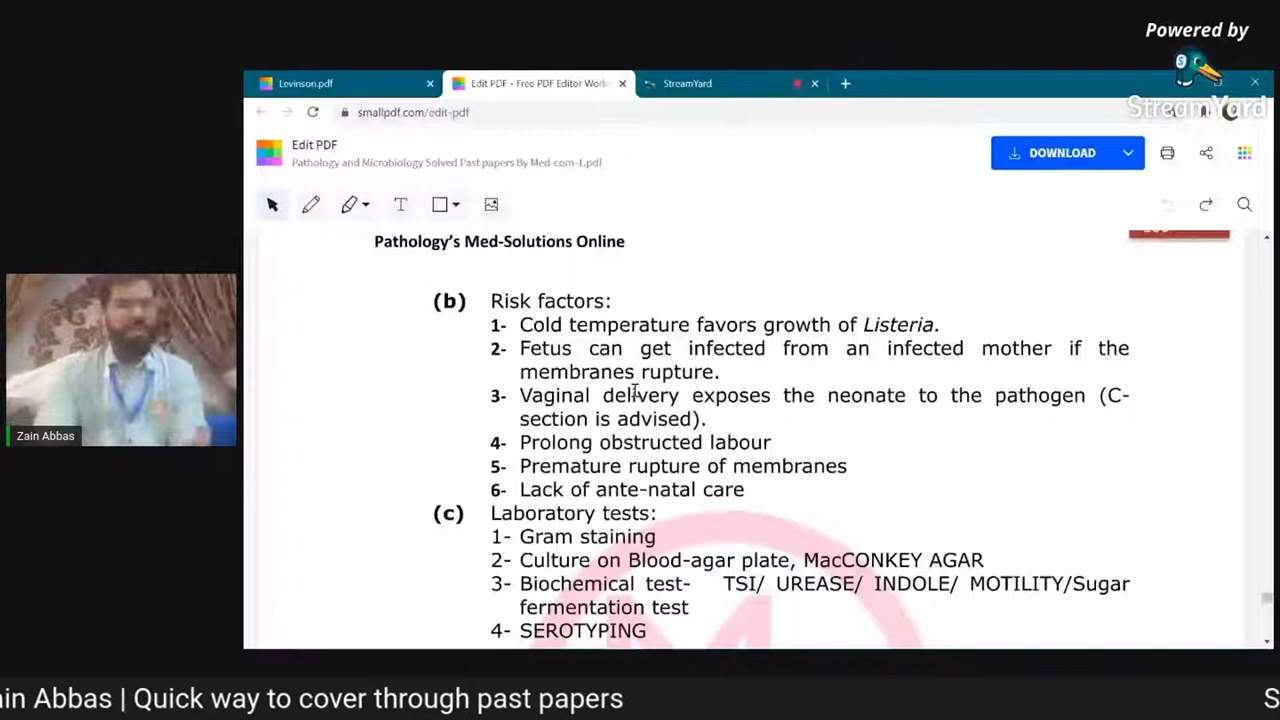 Powered by
StreamYard
Levinson.pdf
Edit PDF - Free PDF Editor Work
StreamYard
smallpdf.com/edit-pdf
Edit PDF
Pathology and Microbiology Solved Past papers By Med-com-1.pdf
DOWNLOAD
T
Pathology's Med-Solutions Online
(b) Risk factors:
1- Cold temperature favors growth of Listeria.
2- Fetus can get infected from an infected mother if the
membranes rupture.
3- Vaginal delivery exposes the neonate to the pathogen (C-
section is advised).
4- Prolong obstructed labour
5- Premature rupture of membranes
6- Lack of ante-natal care
(c) Laboratory tests:
1- Gram staining
2- Culture on Blood-agar plate, MacCONKEY AGAR
3- Biochemical test- TSI/ UREASE/ INDOLE/ MOTILITY/Sugar
fermentation test
4- SEROTYPING
Zain Abbas
ain Abbas | Quick way to cover through past papers
S